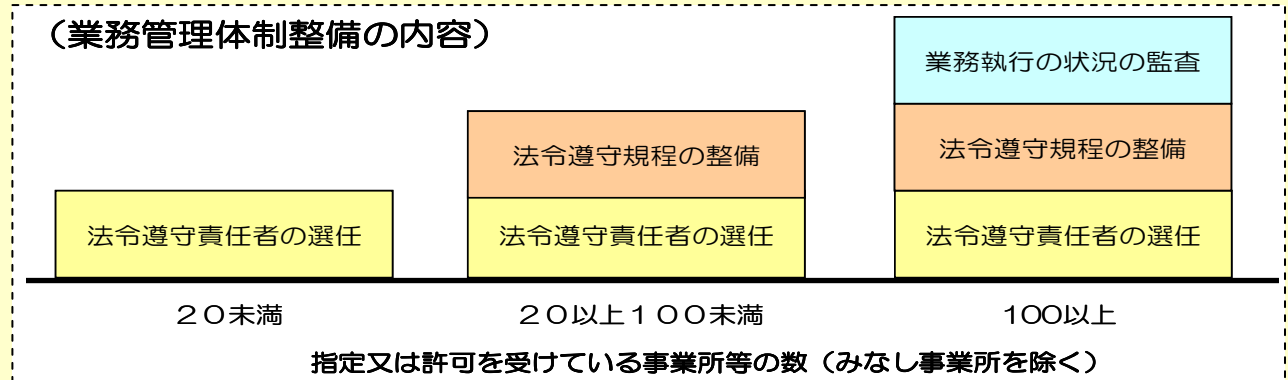 （業務管理体制整備の内容）
業務執行の状況の監査
法令遵守規程の整備
法令遵守規程の整備
法令遵守責任者の選任
法令遵守責任者の選任
法令遵守責任者の選任
２０未満
２０以上１００未満
100以上
指定又は許可を受けている事業所等の数（みなし事業所を除く）